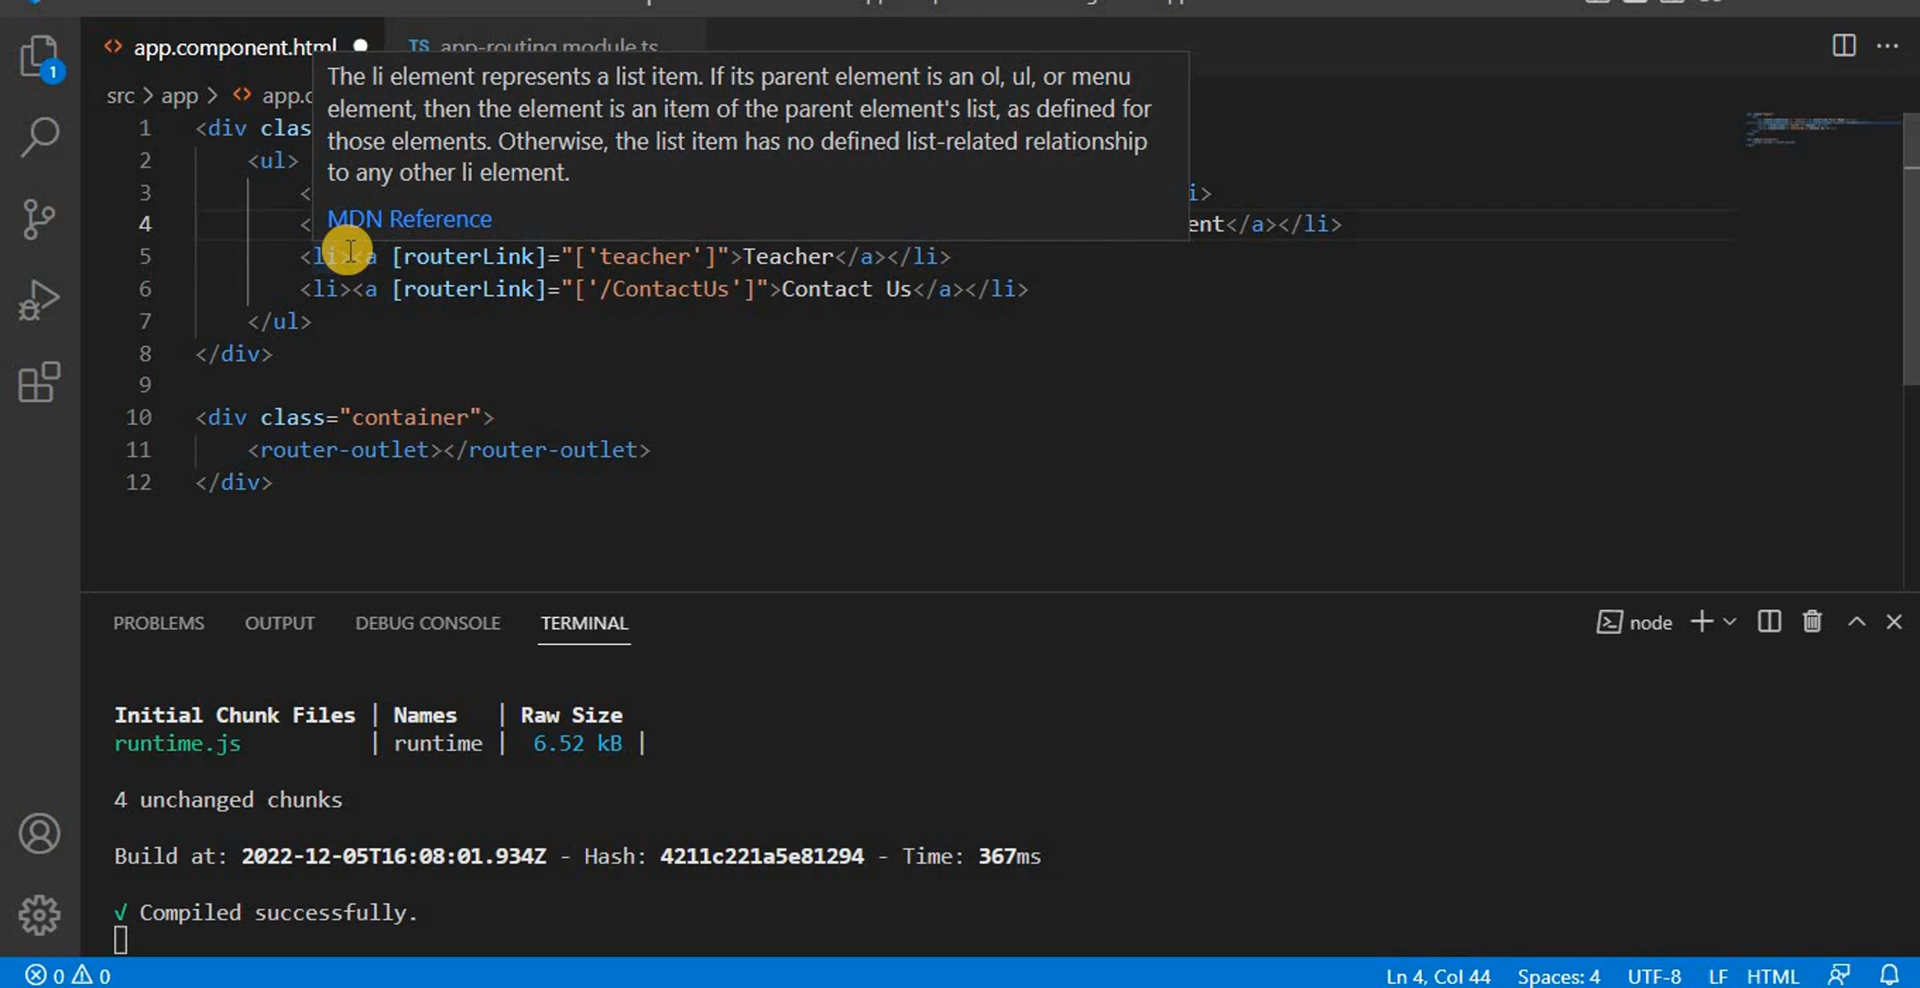 app.component.html
TS app-routing.module.ts
src > app > <> app.c
The li element represents a list item. If its parent element is an ol, ul, or menu
element, then the element is an item of the parent element's list, as defined for
those elements. Otherwise, the list item has no defined list-related relationship
to any other li element.
MDN Reference
1 <div clas
2 <ul>
3 < i>
4 < ent</a></li>
5 <li><a [routerLink]="['teacher']">Teacher</a></li>
6 <li><a [routerLink]="['/ContactUs']">Contact Us</a></li>
7 </ul>
8 </div>
9
10 <div class="container">
11 <router-outlet></router-outlet>
12 </div>
PROBLEMS OUTPUT DEBUG CONSOLE TERMINAL node
Initial Chunk Files | Names | Raw Size
runtime.js | runtime | 6.52 kB |
4 unchanged chunks
Build at: 2022-12-05T16:08:01.934Z - Hash: 4211c221a5e81294 - Time: 367ms
√ Compiled successfully.
0 0 Ln 4, Col 44 Spaces: 4 UTF-8 LF HTML
1